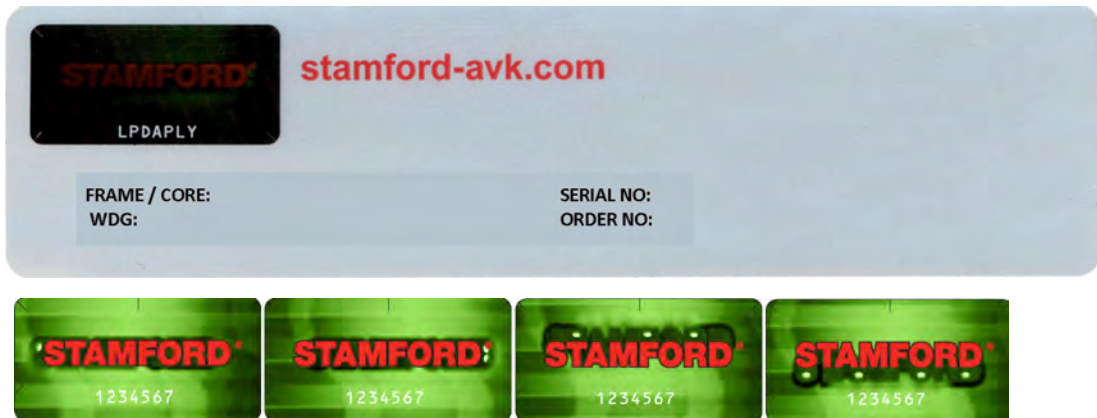 STAMFORD®
stamford-avk.com
LPDAPLY
FRAME / CORE: SERIAL NO:
WDG: ORDER NO:
STAMFORD® STAMFORD® STAMFORD® STAMFORD®
1234567 1234567 1234567 1234567